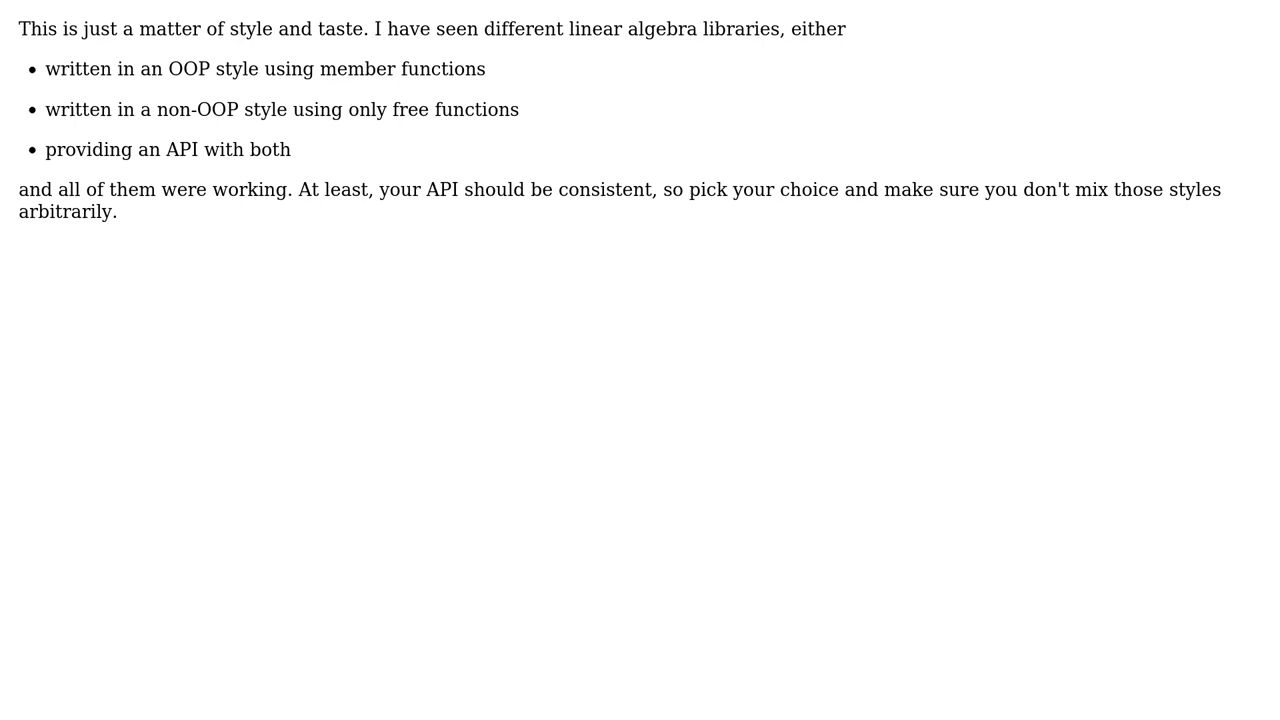 This is just a matter of style and taste. I have seen different linear algebra libraries, either
• written in an OOP style using member functions
• written in a non-OOP style using only free functions
• providing an API with both
and all of them were working. At least, your API should be consistent, so pick your choice and make sure you don't mix those styles
arbitrarily.